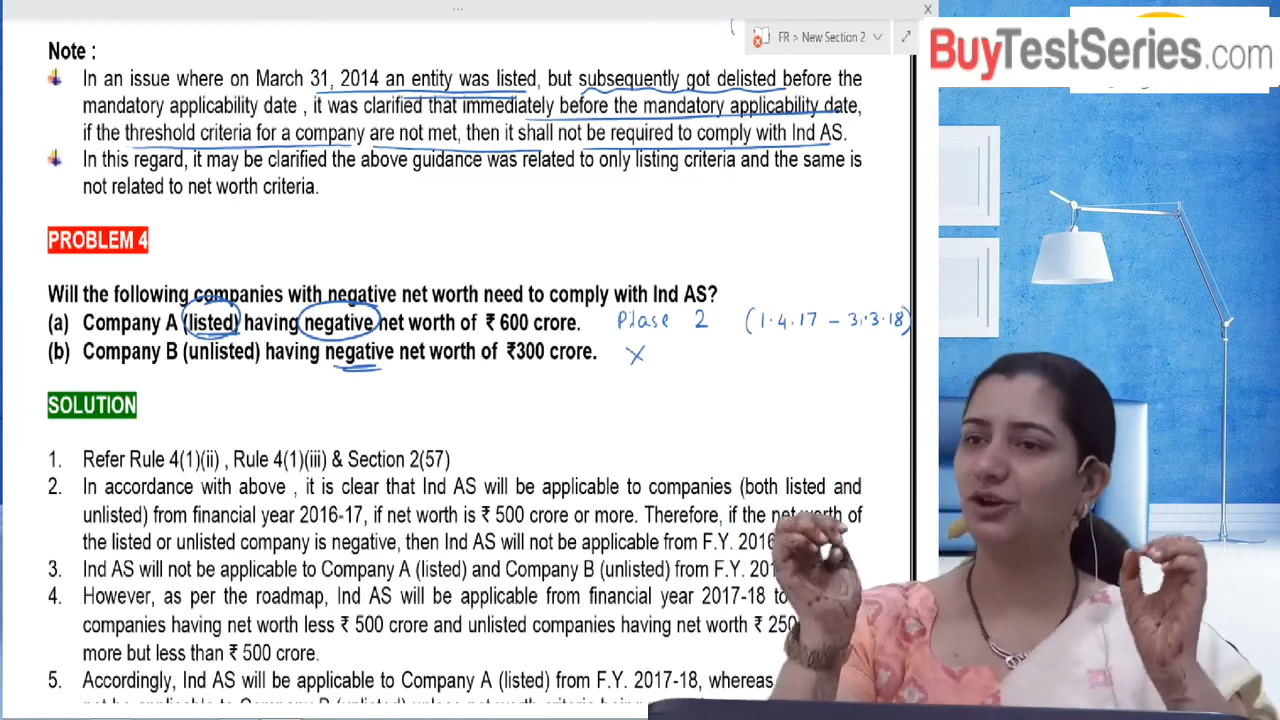 ...
FR > New Section 2
x
BuyTestSeries.com
Note :
In an issue where on March 31, 2014 an entity was listed, but subsequently got delisted before the
mandatory applicability date , it was clarified that immediately before the mandatory applicability date,
if the threshold criteria for a company are not met, then it shall not be required to comply with Ind AS.
In this regard, it may be clarified the above guidance was related to only listing criteria and the same is
not related to net worth criteria.
PROBLEM 4
Will the following companies with negative net worth need to comply with Ind AS?
(a) Company A (listed) having negative net worth of ₹ 600 crore. Phase 2 (1.4.17 - 31.3.18)
(b) Company B (unlisted) having negative net worth of ₹300 crore. X
SOLUTION
1. Refer Rule 4(1)(ii) , Rule 4(1)(iii) & Section 2(57)
2. In accordance with above , it is clear that Ind AS will be applicable to companies (both listed and
unlisted) from financial year 2016-17, if net worth is ₹ 500 crore or more. Therefore, if the net worth of
the listed or unlisted company is negative, then Ind AS will not be applicable from F.Y. 2016
3. Ind AS will not be applicable to Company A (listed) and Company B (unlisted) from F.Y. 201
4. However, as per the roadmap, Ind AS will be applicable from financial year 2017-18 to
companies having net worth less ₹ 500 crore and unlisted companies having net worth ₹ 250
more but less than ₹ 500 crore.
5. Accordingly, Ind AS will be applicable to Company A (listed) from F.Y. 2017-18, whereas